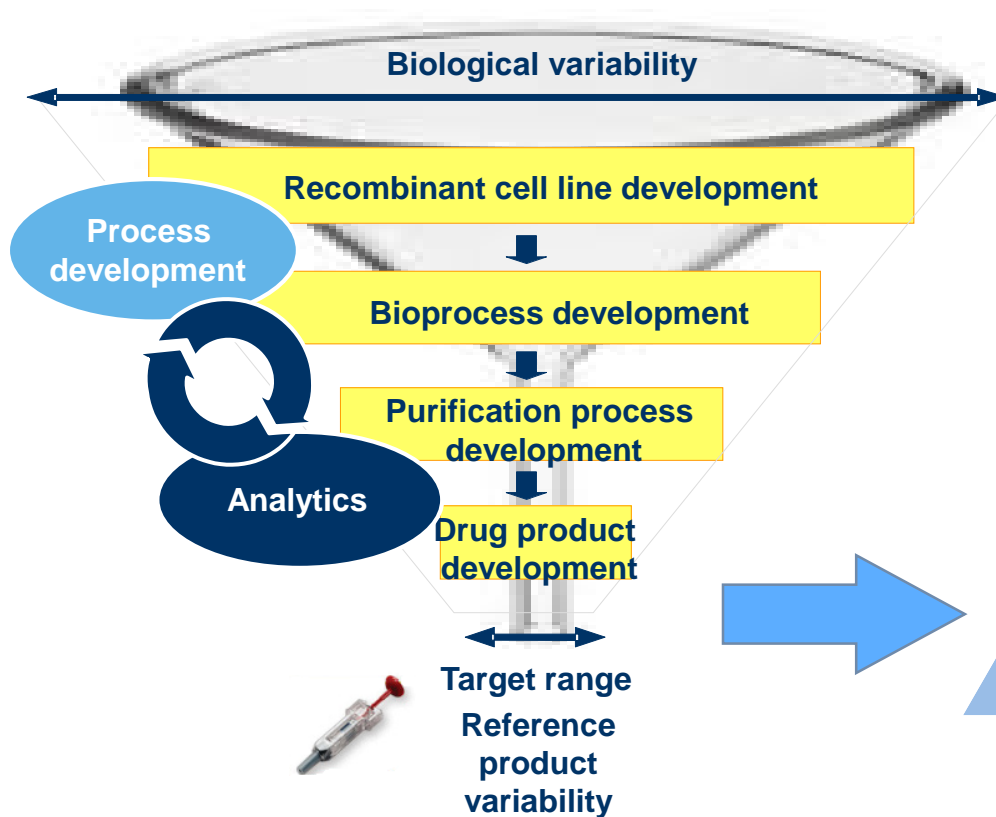 Biological variability
Recombinant cell line development
Process
development
Bioprocess development
Purification process
development
Analytics
Drug product
development
Target range
Reference
product
variability